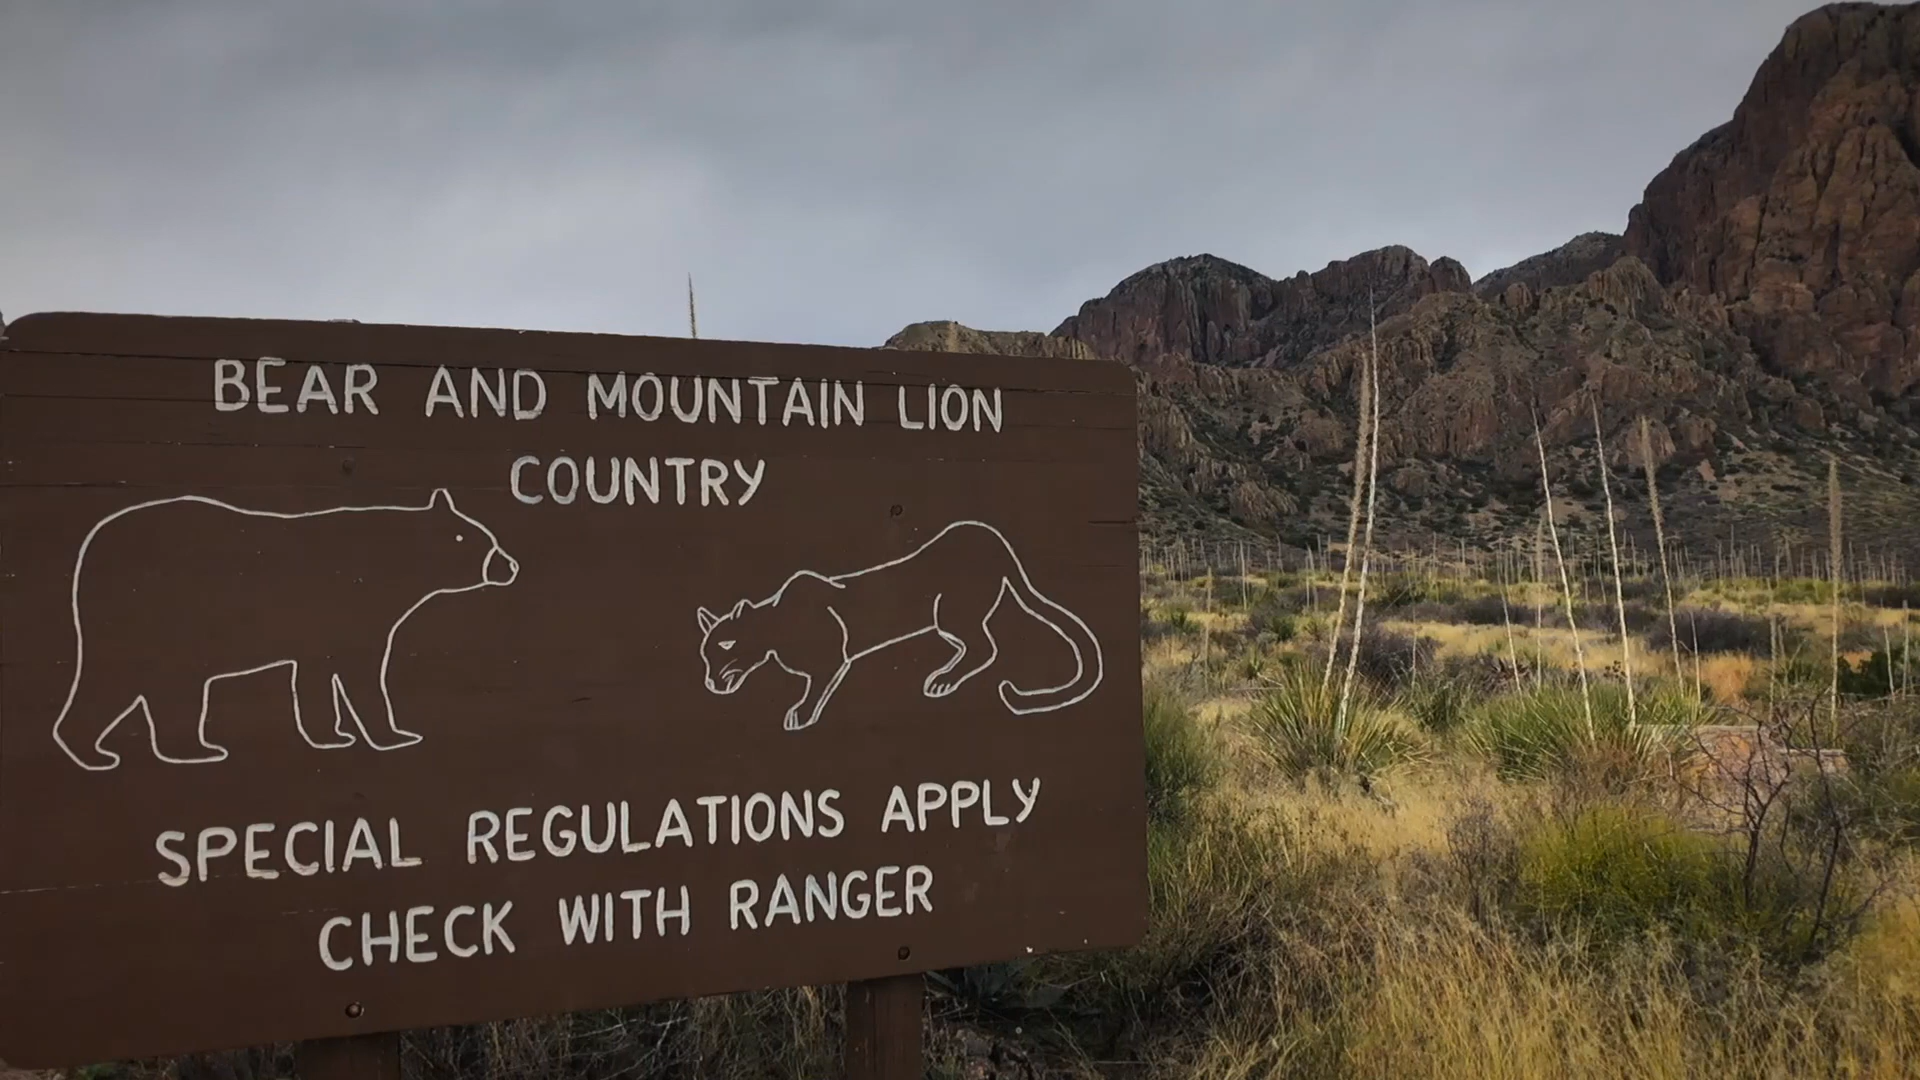 BEAR AND MOUNTAIN LION
COUNTRY
SPECIAL REGULATIONS APPLY
CHECK WITH RANGER